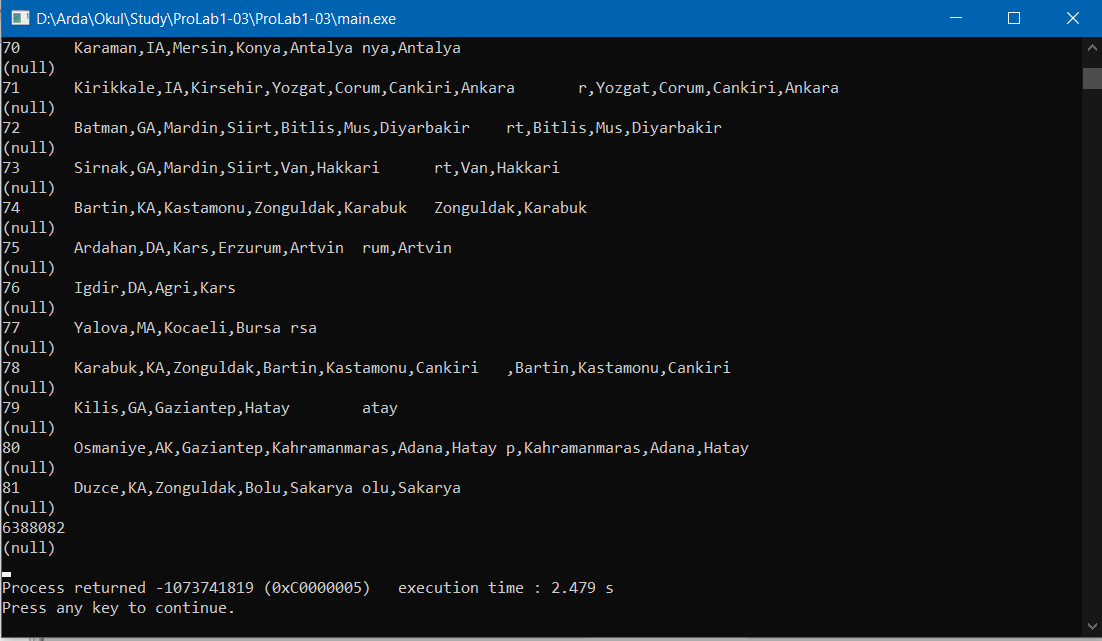 D:\Arda\Okul\Study\ProLab1-03\ProLab1-03\main.exe
70      Karaman,IA,Mersin,Konya,Antalya nya,Antalya
(null)
71      Kirikkale,IA,Kirsehir,Yozgat,Corum,Cankiri,Ankara       r,Yozgat,Corum,Cankiri,Ankara
(null)
72      Batman,GA,Mardin,Siirt,Bitlis,Mus,Diyarbakir    rt,Bitlis,Mus,Diyarbakir
(null)
73      Sirnak,GA,Mardin,Siirt,Van,Hakkari      rt,Van,Hakkari
(null)
74      Bartin,KA,Kastamonu,Zonguldak,Karabuk   Zonguldak,Karabuk
(null)
75      Ardahan,DA,Kars,Erzurum,Artvin  rum,Artvin
(null)
76      Igdir,DA,Agri,Kars
(null)
77      Yalova,MA,Kocaeli,Bursa rsa
(null)
78      Karabuk,KA,Zonguldak,Bartin,Kastamonu,Cankiri   ,Bartin,Kastamonu,Cankiri
(null)
79      Kilis,GA,Gaziantep,Hatay        atay
(null)
80      Osmaniye,AK,Gaziantep,Kahramanmaras,Adana,Hatay p,Kahramanmaras,Adana,Hatay
(null)
81      Duzce,KA,Zonguldak,Bolu,Sakarya olu,Sakarya
(null)
6388082
(null)
Process returned -1073741819 (0xC0000005)   execution time : 2.479 s
Press any key to continue.